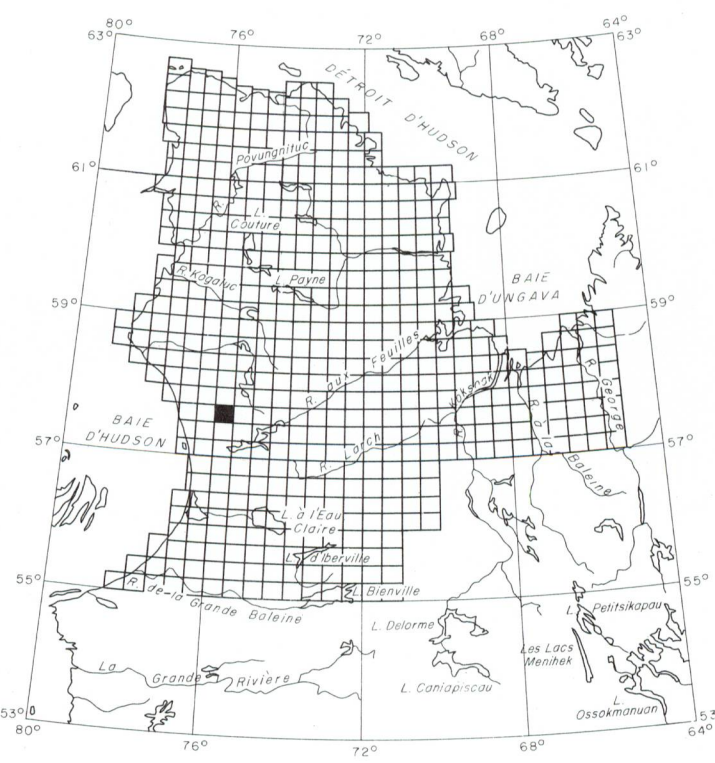 80°
76°
72°
68°
64°
63°
63°
DÉTROIT D'HUDSON
Povungnituc
61°
61°
R.
L.
Couture
R. Kogaluc
L. Payne
BAIE
D'UNGAVA
59°
59°
R. aux Feuilles
Koksoak
R. à la Baleine
R. George
BAIE
D'HUDSON
57°
57°
R. Larch
L. à l'Eau
Claire
L. d'Iberville
55°
55°
R. de-la Grande Baleine
L. Bienville
L. Delorme
L. Petitsikapau
Les Lacs
Menihek
La Grande Rivière
L. Caniapiscau
L.
Ossokmanuan
53°
53
80°
76°
72°
68°
64°